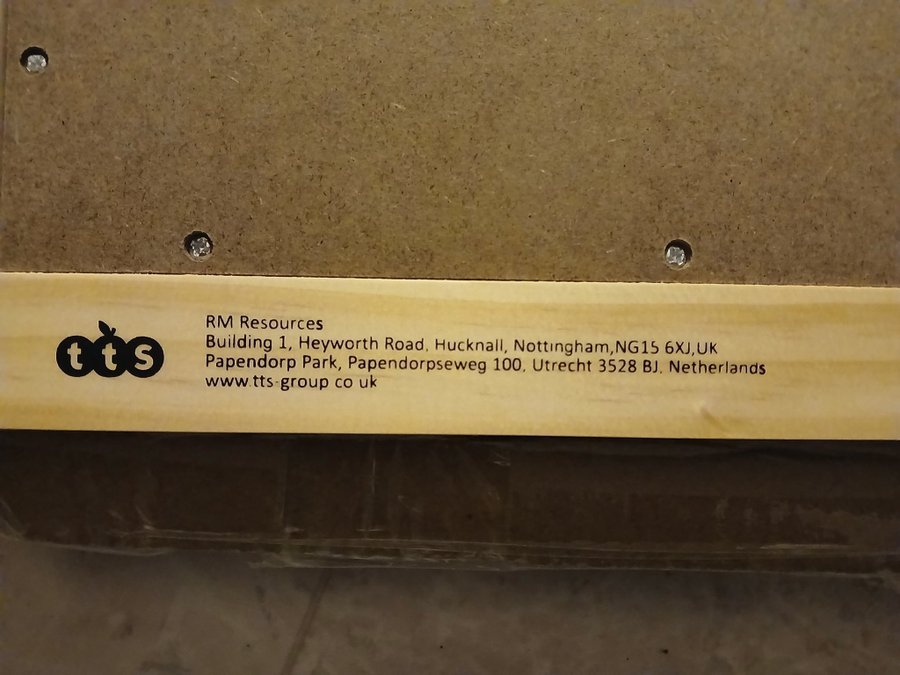 tts
RM Resources
Building 1, Heyworth Road, Hucknall, Nottingham,NG15 6XJ,UK
Papendorp Park, Papendorpseweg 100, Utrecht 3528 BJ, Netherlands
www.tts-group co uk